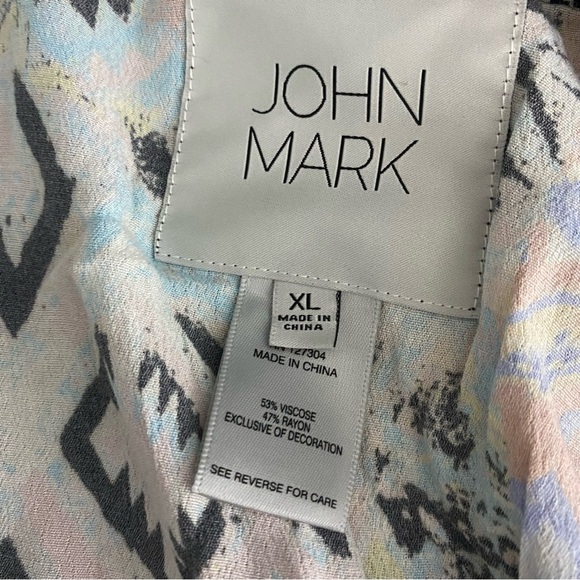 JOHN
MARK
XL
MADE IN
CHINA
127304
MADE IN CHINA
53% VISCOSE
47% RAYON
EXCLUSIVE OF DECORATION
SEE REVERSE FOR CARE